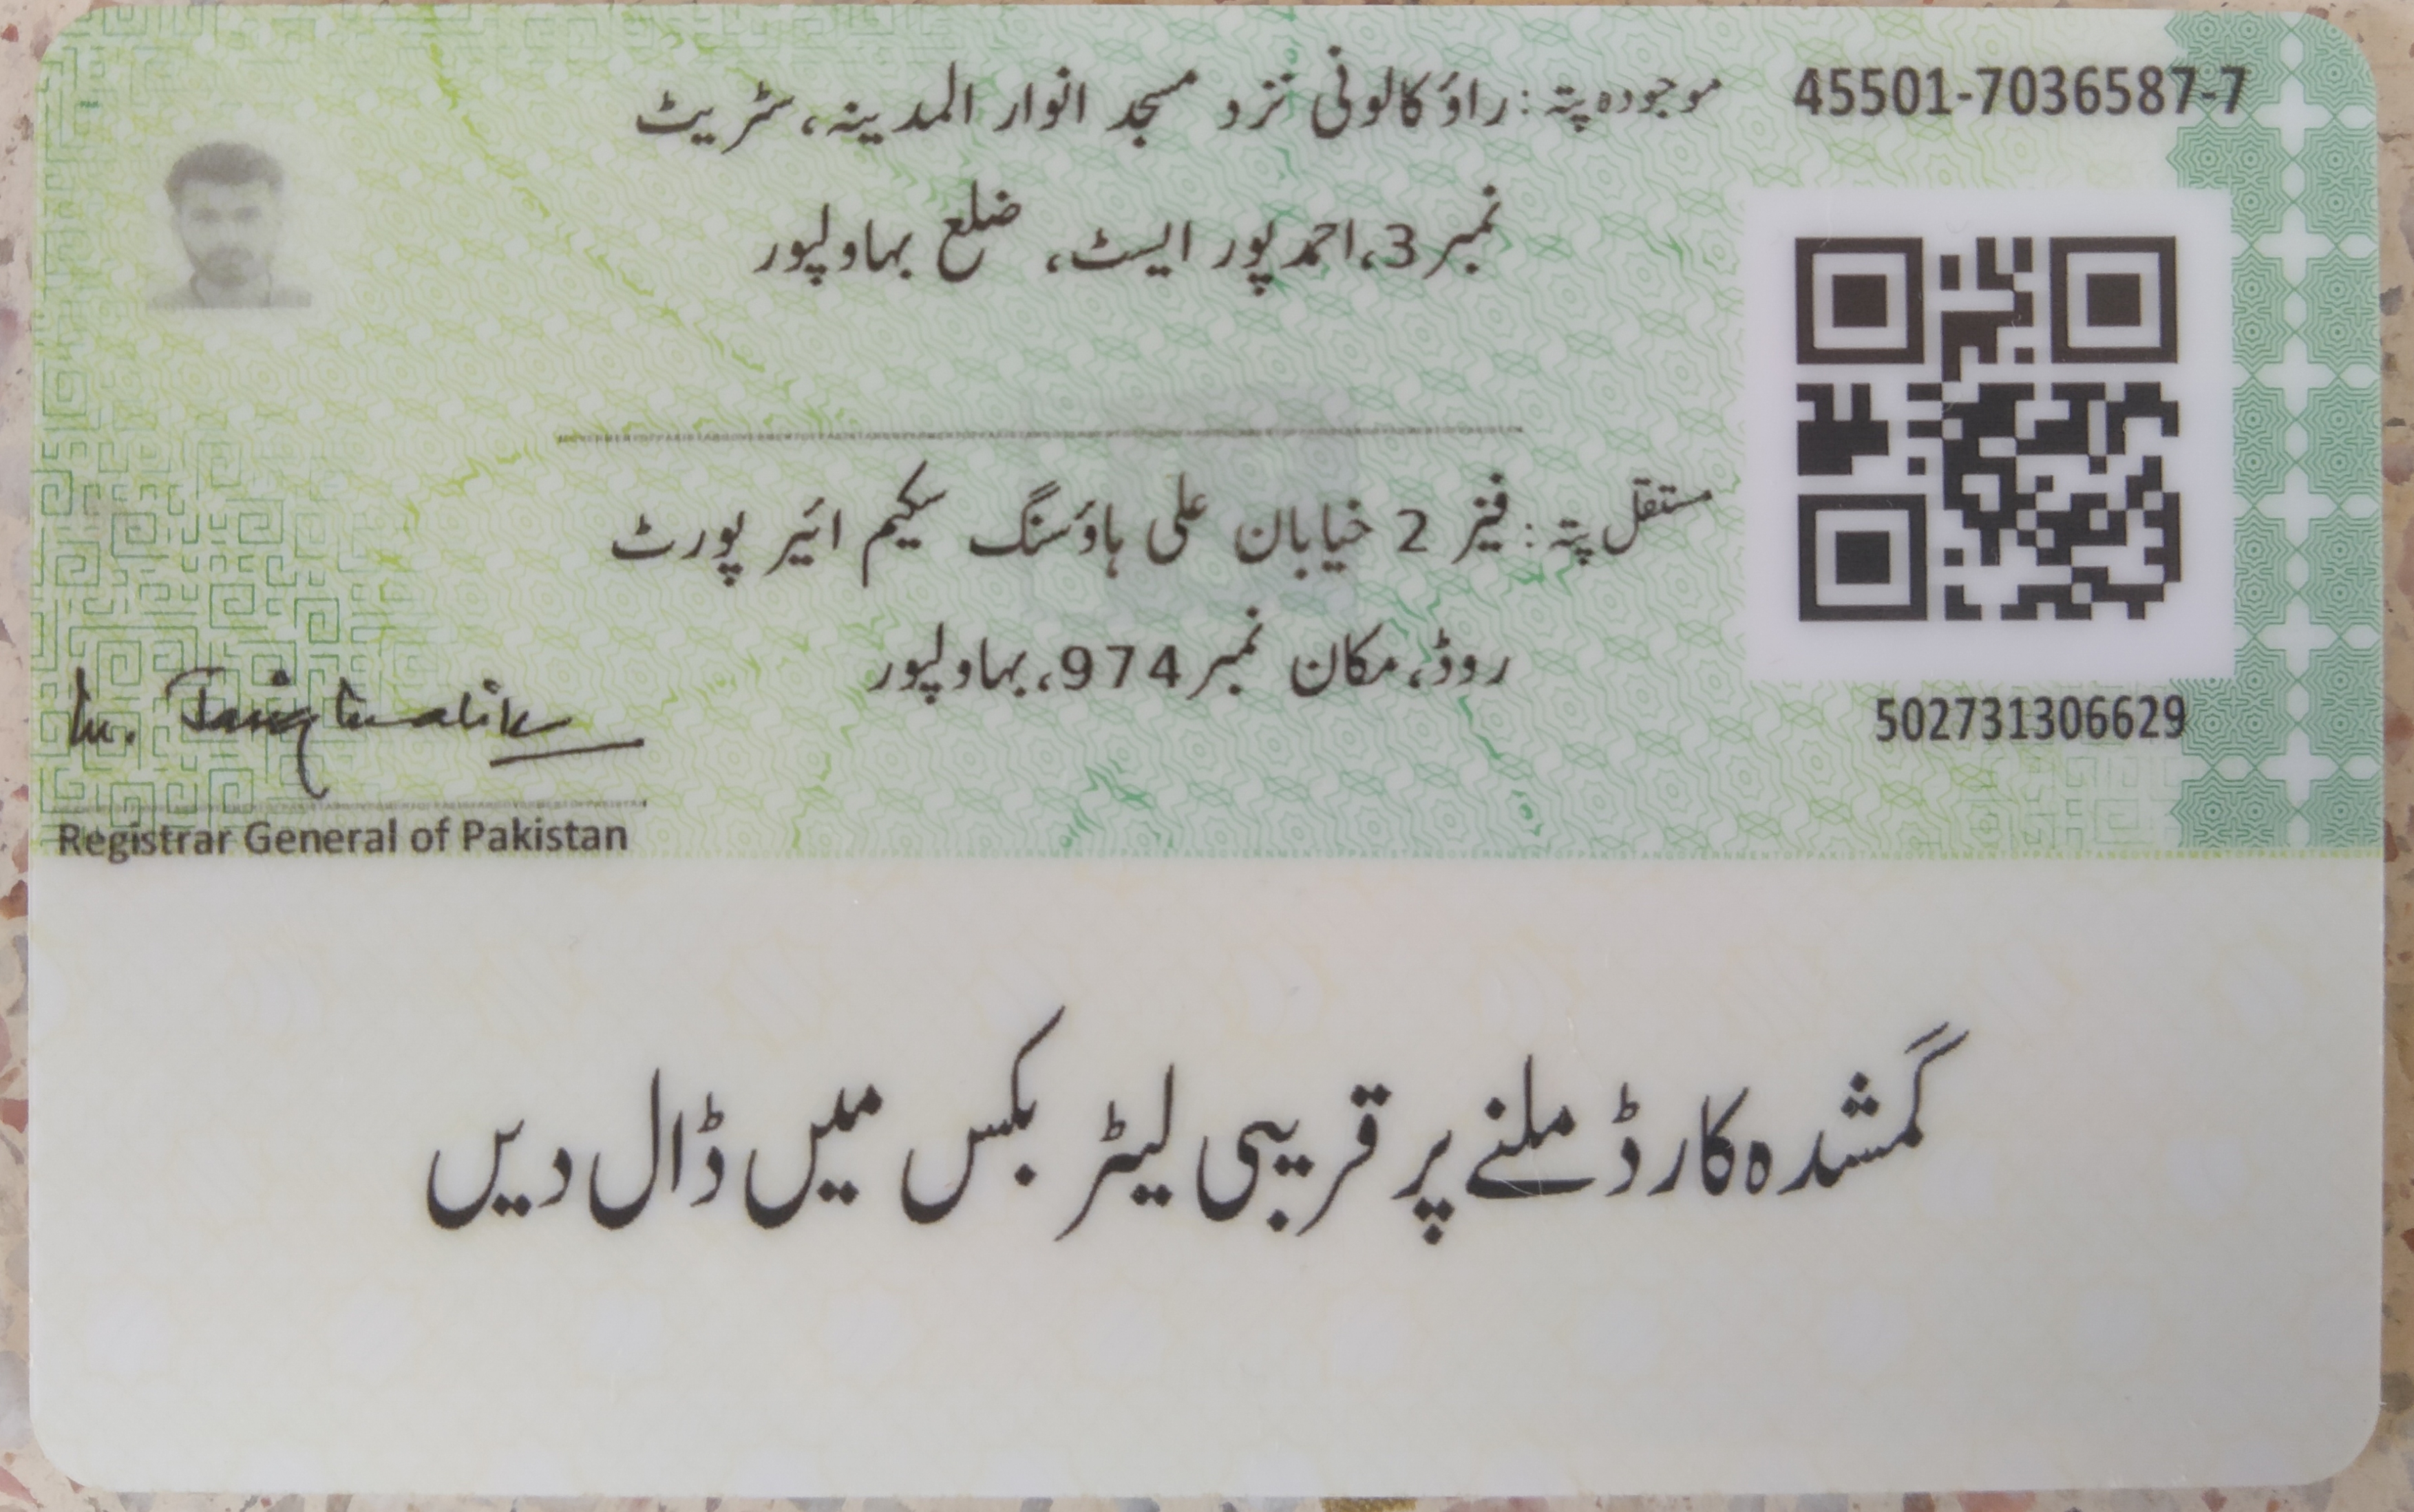 45501-7036587-7
موجودہ پتہ: راؤ کالونی نزد مسجد انوار المدینہ، سٹریٹ
نمبر 3، احمد پور ایسٹ، ضلع بہاولپور
مستقل پتہ: فیز 2 خیابان علی ہاؤسنگ سکیم ائیر پورٹ
روڈ، مکان نمبر 974، بہاولپور
502731306629
Registrar General of Pakistan
گمشدہ کارڈ ملنے پر قریبی لیٹر بکس میں ڈال دیں